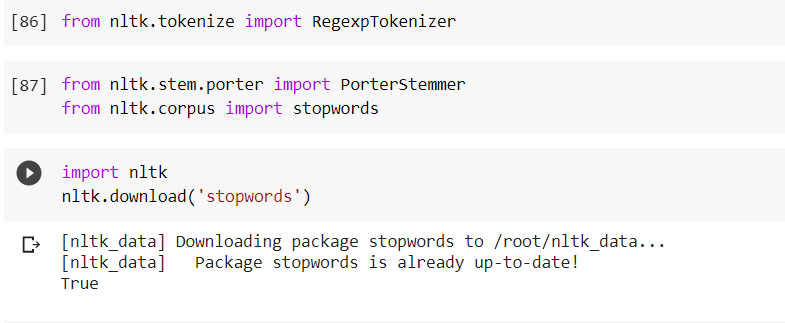 [86] from nltk.tokenize import RegexpTokenizer
[87] from nltk.stem.porter import PorterStemmer
from nltk.corpus import stopwords
import nltk
nltk.download('stopwords')
[nltk_data] Downloading package stopwords to /root/nltk_data...
[nltk_data]   Package stopwords is already up-to-date!
True